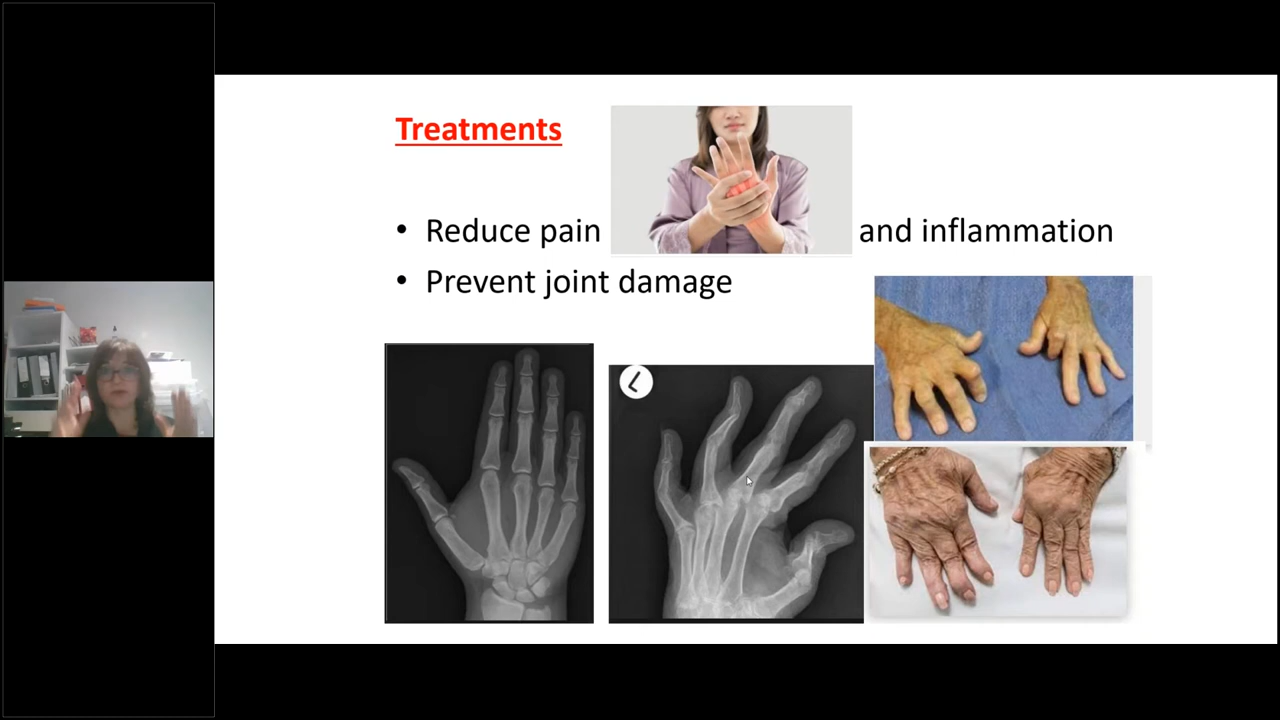 Treatments
• Reduce pain and inflammation
• Prevent joint damage